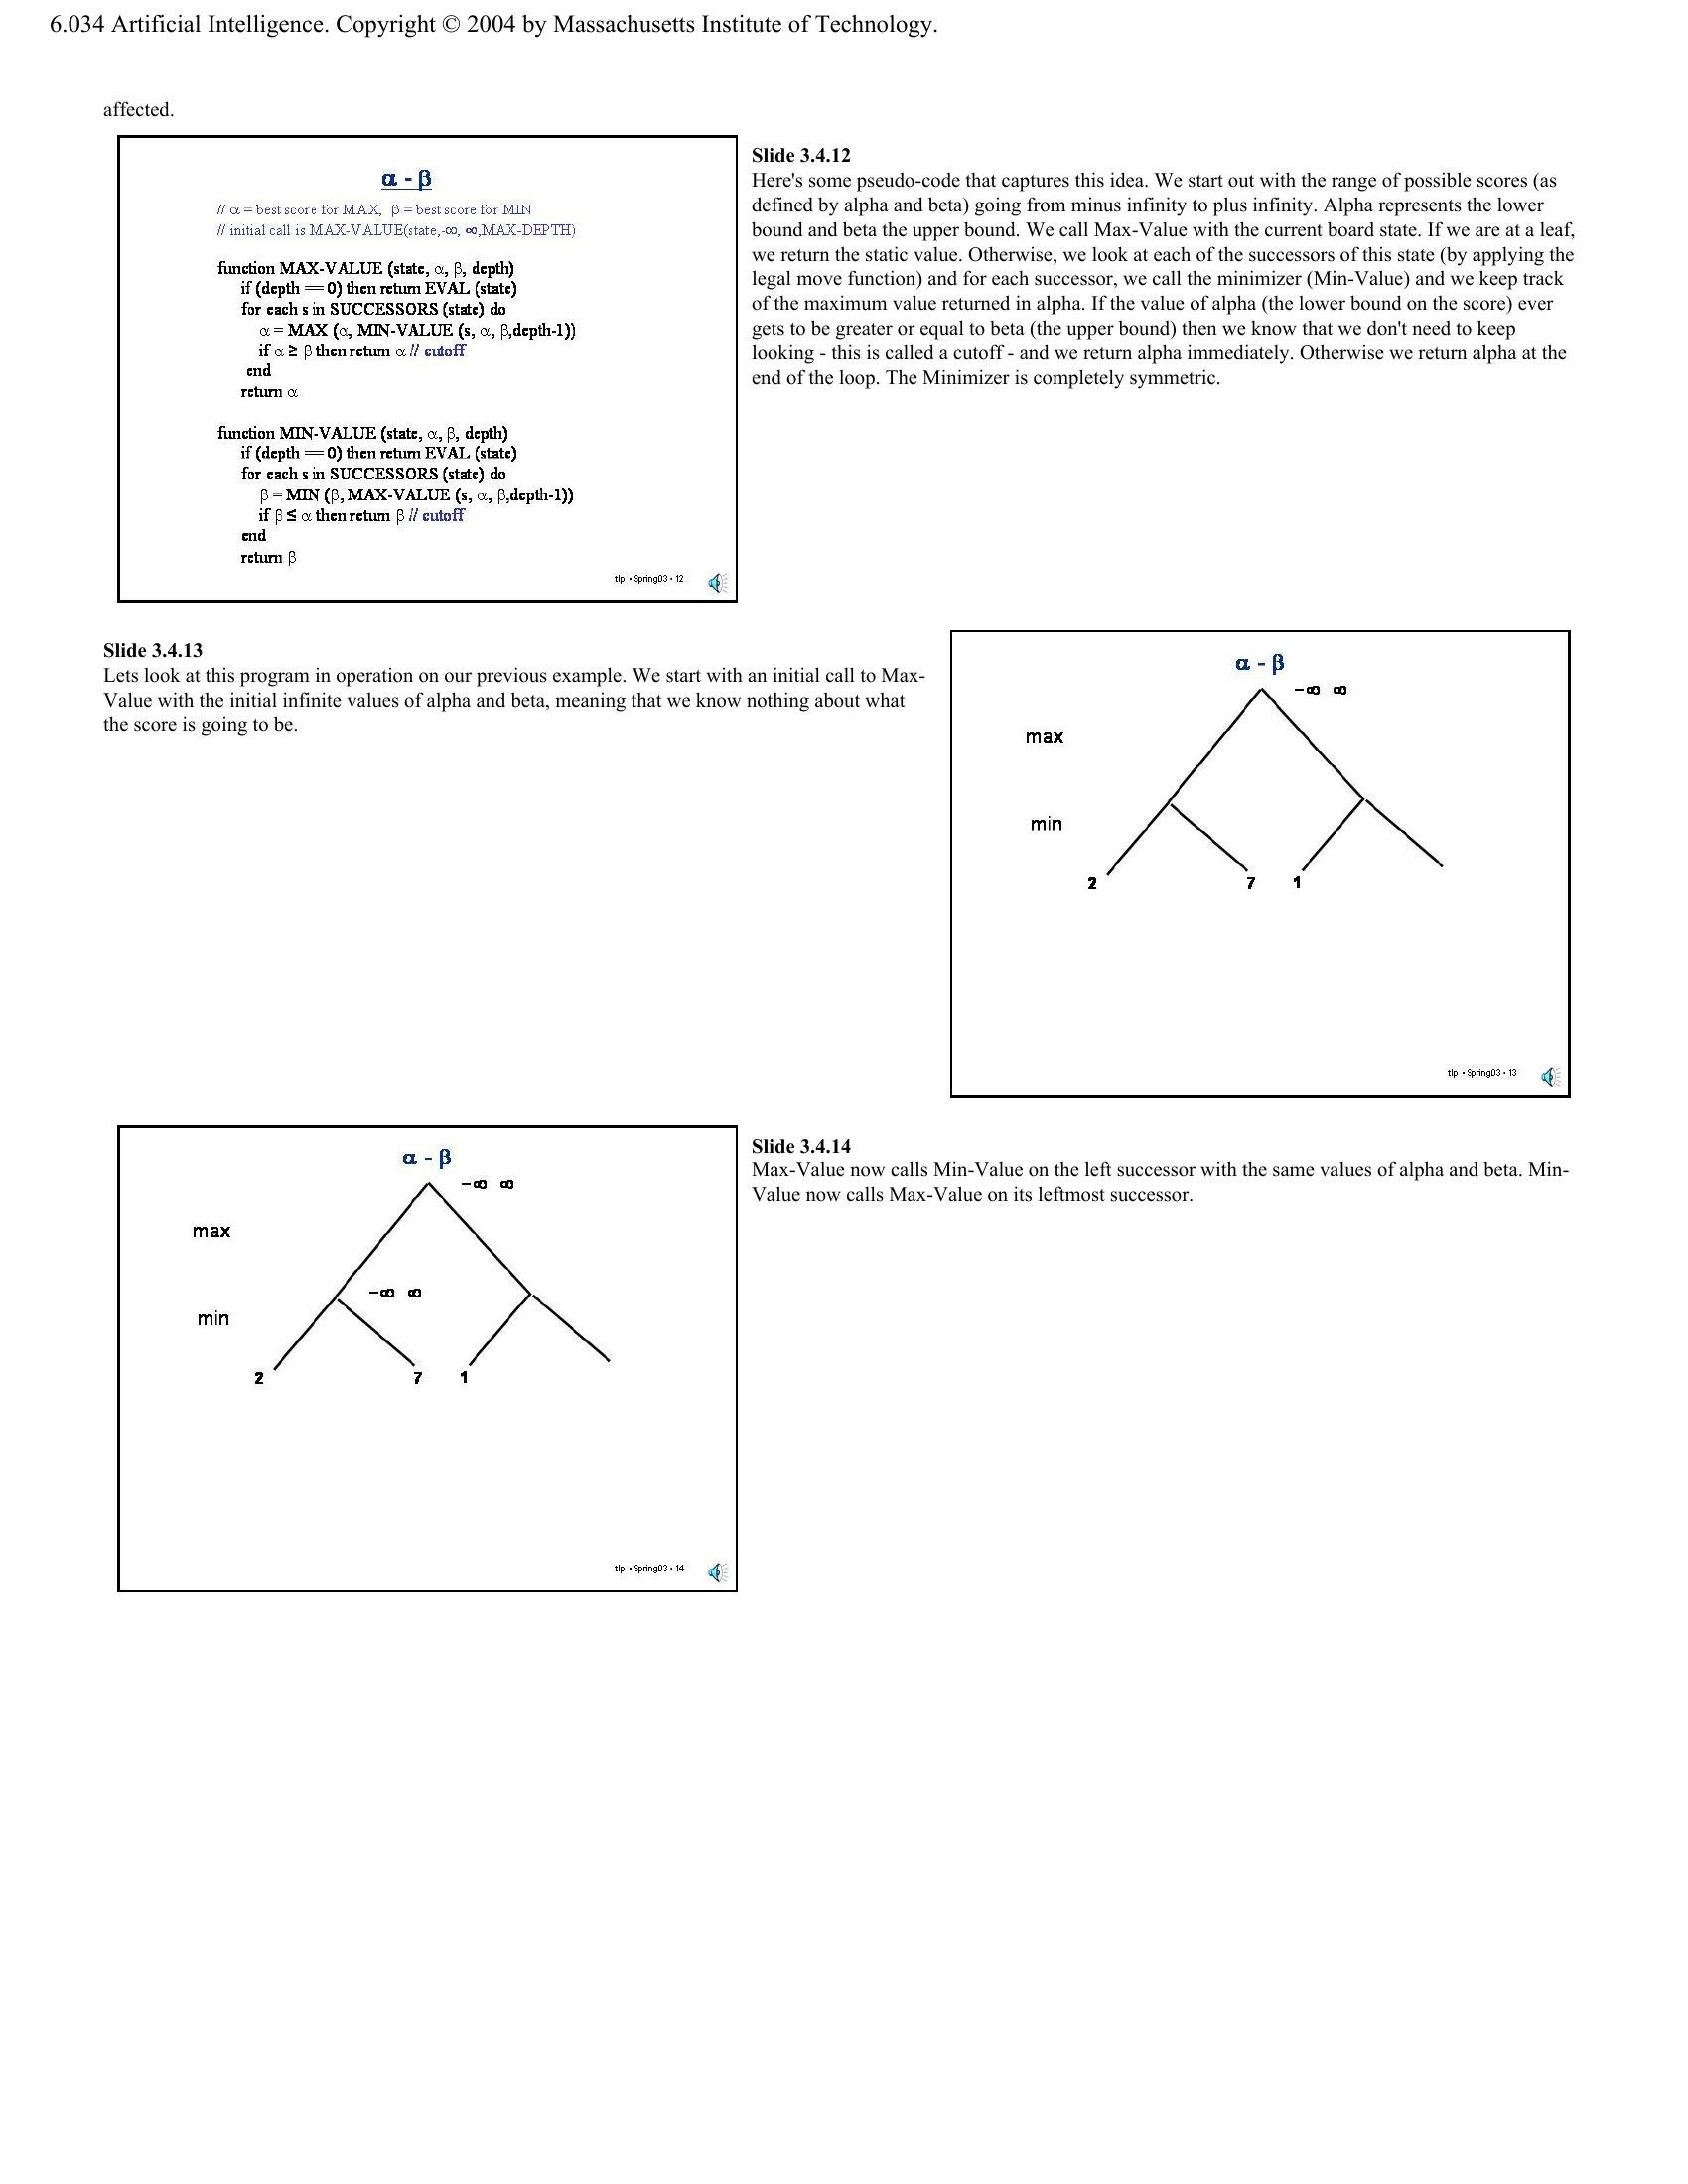 6.034 Artificial Intelligence. Copyright © 2004 by Massachusetts Institute of Technology.
affected.
α - β
// α = best score for MAX, β = best score for MIN
// initial call is MAX-VALUE(state,-∞, ∞,MAX-DEPTH)
function MAX-VALUE (state, α, β, depth)
if (depth == 0) then return EVAL (state)
for each s in SUCCESSORS (state) do
α = MAX (α, MIN-VALUE (s, α, β,depth-1))
if α ≥ β then return α // cutoff
end
return α
function MIN-VALUE (state, α, β, depth)
if (depth == 0) then return EVAL (state)
for each s in SUCCESSORS (state) do
β = MIN (β, MAX-VALUE (s, α, β,depth-1))
if β ≤ α then return β // cutoff
end
return β
tlp • Spring03 • 12
Slide 3.4.12
Here's some pseudo-code that captures this idea. We start out with the range of possible scores (as
defined by alpha and beta) going from minus infinity to plus infinity. Alpha represents the lower
bound and beta the upper bound. We call Max-Value with the current board state. If we are at a leaf,
we return the static value. Otherwise, we look at each of the successors of this state (by applying the
legal move function) and for each successor, we call the minimizer (Min-Value) and we keep track
of the maximum value returned in alpha. If the value of alpha (the lower bound on the score) ever
gets to be greater or equal to beta (the upper bound) then we know that we don't need to keep
looking - this is called a cutoff - and we return alpha immediately. Otherwise we return alpha at the
end of the loop. The Minimizer is completely symmetric.
Slide 3.4.13
Lets look at this program in operation on our previous example. We start with an initial call to Max-
Value with the initial infinite values of alpha and beta, meaning that we know nothing about what
the score is going to be.
α - β
-∞ ∞
max
min
2 7 1
tlp • Spring03 • 13
α - β
-∞ ∞
max
-∞ ∞
min
2 7 1
tlp • Spring03 • 14
Slide 3.4.14
Max-Value now calls Min-Value on the left successor with the same values of alpha and beta. Min-
Value now calls Max-Value on its leftmost successor.